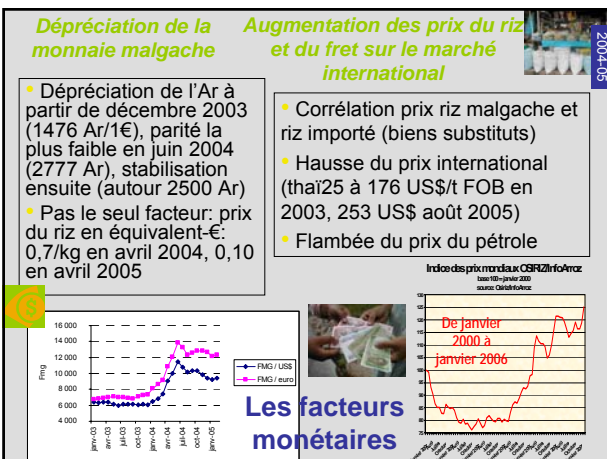 Dépréciation de la
monnaie malgache
Augmentation des prix du riz
et du fret sur le marché
international
2004-05
Dépréciation de l'Ar à
partir de décembre 2003
(1476 Ar/1€), parité la
plus faible en juin 2004
(2777 Ar), stabilisation
ensuite (autour 2500 Ar)
Pas le seul facteur: prix
du riz en équivalent-€:
0,7/kg en avril 2004, 0,10
en avril 2005
Corrélation prix riz malgache et
riz importé (biens substituts)
Hausse du prix international
(thaï25 à 176 US$/t FOB en
2003, 253 US$ août 2005)
Flambée du prix du pétrole
16 000
14 000
12 000
10 000
8 000
6 000
4 000
Fmg
janv-03
avr-03
juil-03
oct-03
janv-04
avr-04
juil-04
oct-04
janv-05
FMG / US$
FMG / euro
Les facteurs
monétaires
Indice des prix mondiaux OSIRIZ/InfoArroz
base 100 = janvier 2000
source: Osiriz/InfoArroz
De janvier
2000 à
janvier 2006